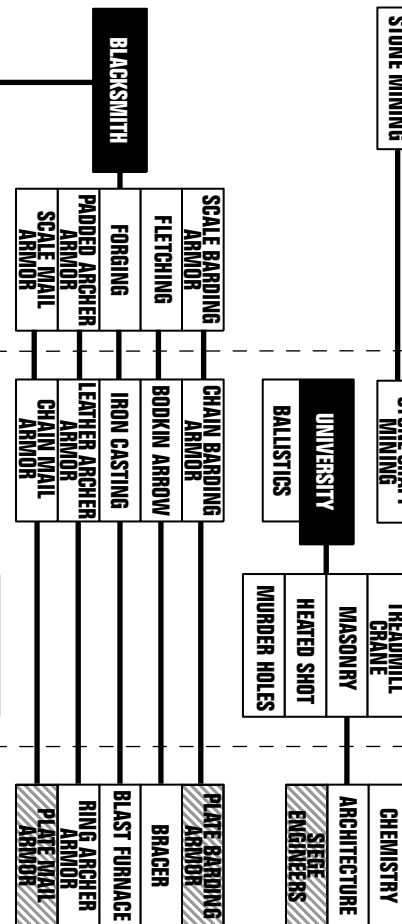 STONE MINING
MINING
TREADMILL
CRANE
CHEMISTRY
MASONRY
ARCHITECTURE
UNIVERSITY
HEATED SHOT
SIEGE
ENGINEERS
BALLISTICS
MURDER HOLES
SCALE BARDING
ARMOR
CHAIN BARDING
ARMOR
PLATE BARDING
ARMOR
FLETCHING
BODKIN ARROW
BRACER
BLACKSMITH
FORGING
IRON CASTING
BLAST FURNACE
PADDED ARCHER
ARMOR
LEATHER ARCHER
ARMOR
RING ARCHER
ARMOR
SCALE MAIL
ARMOR
CHAIN MAIL
ARMOR
PLATE MAIL
ARMOR